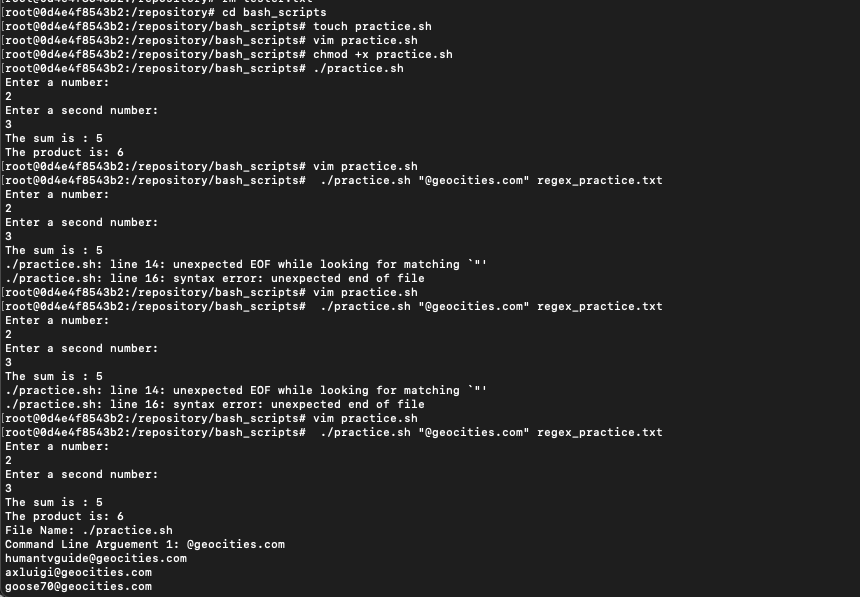 [root@0d4e4f8543b2:/repository# rm tester.txt
[root@0d4e4f8543b2:/repository# cd bash_scripts
[root@0d4e4f8543b2:/repository/bash_scripts# touch practice.sh
[root@0d4e4f8543b2:/repository/bash_scripts# vim practice.sh
[root@0d4e4f8543b2:/repository/bash_scripts# chmod +x practice.sh
[root@0d4e4f8543b2:/repository/bash_scripts# ./practice.sh
Enter a number:
2
Enter a second number:
3
The sum is : 5
The product is: 6
[root@0d4e4f8543b2:/repository/bash_scripts# vim practice.sh
[root@0d4e4f8543b2:/repository/bash_scripts#  ./practice.sh "@geocities.com" regex_practice.txt
Enter a number:
2
Enter a second number:
3
The sum is : 5
./practice.sh: line 14: unexpected EOF while looking for matching `"'
./practice.sh: line 16: syntax error: unexpected end of file
[root@0d4e4f8543b2:/repository/bash_scripts# vim practice.sh
[root@0d4e4f8543b2:/repository/bash_scripts#  ./practice.sh "@geocities.com" regex_practice.txt
Enter a number:
2
Enter a second number:
3
The sum is : 5
./practice.sh: line 14: unexpected EOF while looking for matching `"'
./practice.sh: line 16: syntax error: unexpected end of file
[root@0d4e4f8543b2:/repository/bash_scripts# vim practice.sh
[root@0d4e4f8543b2:/repository/bash_scripts#  ./practice.sh "@geocities.com" regex_practice.txt
Enter a number:
2
Enter a second number:
3
The sum is : 5
The product is: 6
File Name: ./practice.sh
Command Line Arguement 1: @geocities.com
humantvguide@geocities.com
axluigi@geocities.com
goose70@geocities.com